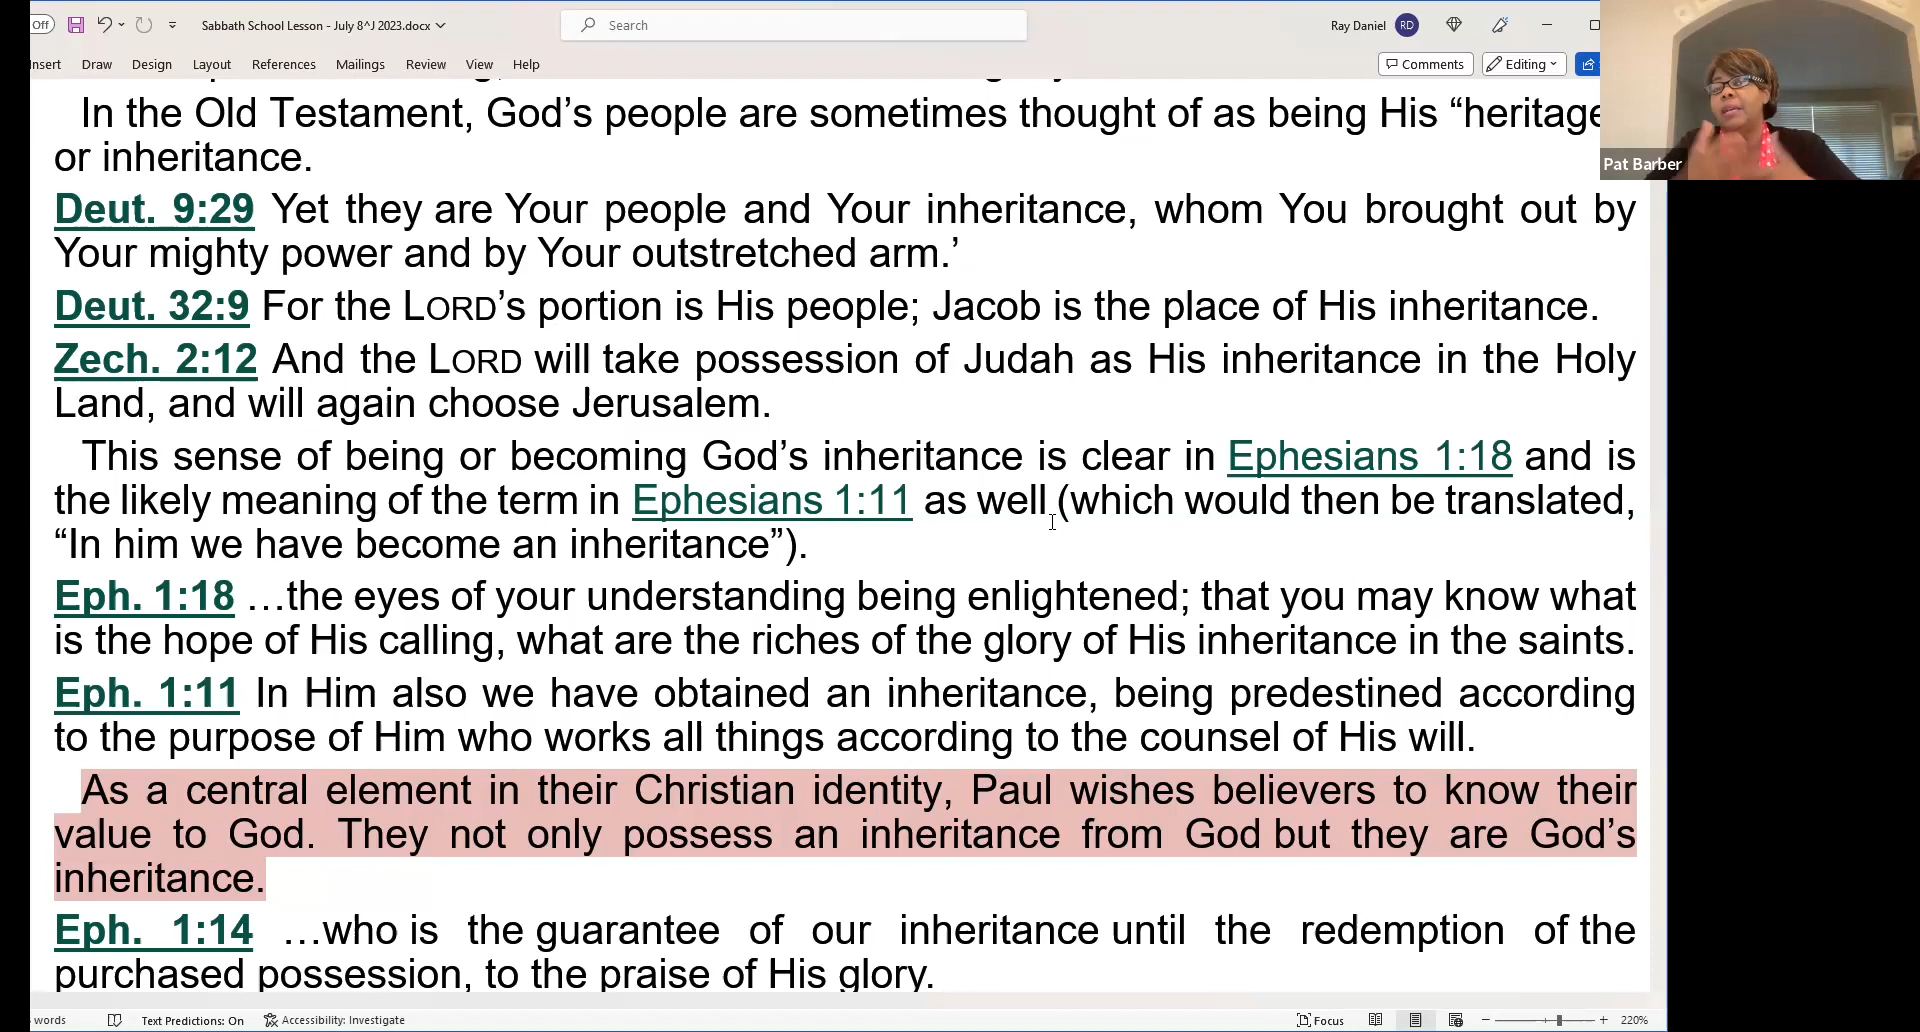 Off
Sabbath School Lesson - July 8^J 2023.docx
Search
Ray Daniel
RD
nsert Draw Design Layout References Mailings Review View Help
Comments
Editing
In the Old Testament, God’s people are sometimes thought of as being His “heritage
or inheritance.
Pat Barber
Deut. 9:29 Yet they are Your people and Your inheritance, whom You brought out by
Your mighty power and by Your outstretched arm.’
Deut. 32:9 For the LORD’s portion is His people; Jacob is the place of His inheritance.
Zech. 2:12 And the LORD will take possession of Judah as His inheritance in the Holy
Land, and will again choose Jerusalem.
This sense of being or becoming God’s inheritance is clear in Ephesians 1:18 and is
the likely meaning of the term in Ephesians 1:11 as well (which would then be translated,
“In him we have become an inheritance”).
Eph. 1:18 …the eyes of your understanding being enlightened; that you may know what
is the hope of His calling, what are the riches of the glory of His inheritance in the saints.
Eph. 1:11 In Him also we have obtained an inheritance, being predestined according
to the purpose of Him who works all things according to the counsel of His will.
As a central element in their Christian identity, Paul wishes believers to know their
value to God. They not only possess an inheritance from God but they are God’s
inheritance.
Eph. 1:14 …who is the guarantee of our inheritance until the redemption of the
purchased possession, to the praise of His glory.
words
Text Predictions: On
Accessibility: Investigate
Focus
220%